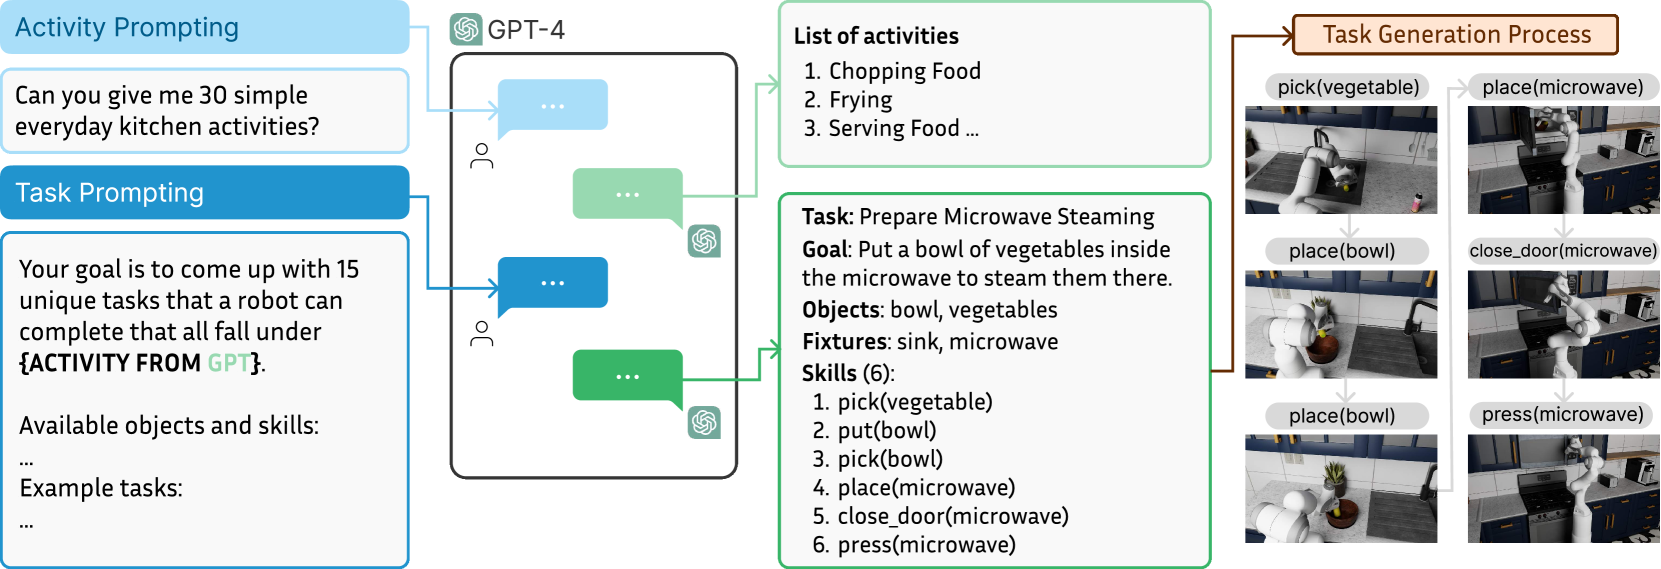 Activity Prompting
Can you give me 30 simple
everyday kitchen activities?
Task Prompting
Your goal is to come up with 15
unique tasks that a robot can
complete that all fall under
{ACTIVITY FROM GPT}.
Available objects and skills:
...
Example tasks:
...
GPT-4
...
...
...
...
List of activities
1. Chopping Food
2. Frying
3. Serving Food ...
Task: Prepare Microwave Steaming
Goal: Put a bowl of vegetables inside
the microwave to steam them there.
Objects: bowl, vegetables
Fixtures: sink, microwave
Skills (6):
1. pick(vegetable)
2. put(bowl)
3. pick(bowl)
4. place(microwave)
5. close_door(microwave)
6. press(microwave)
Task Generation Process
pick(vegetable)
place(bowl)
place(bowl)
place(microwave)
close_door(microwave)
press(microwave)